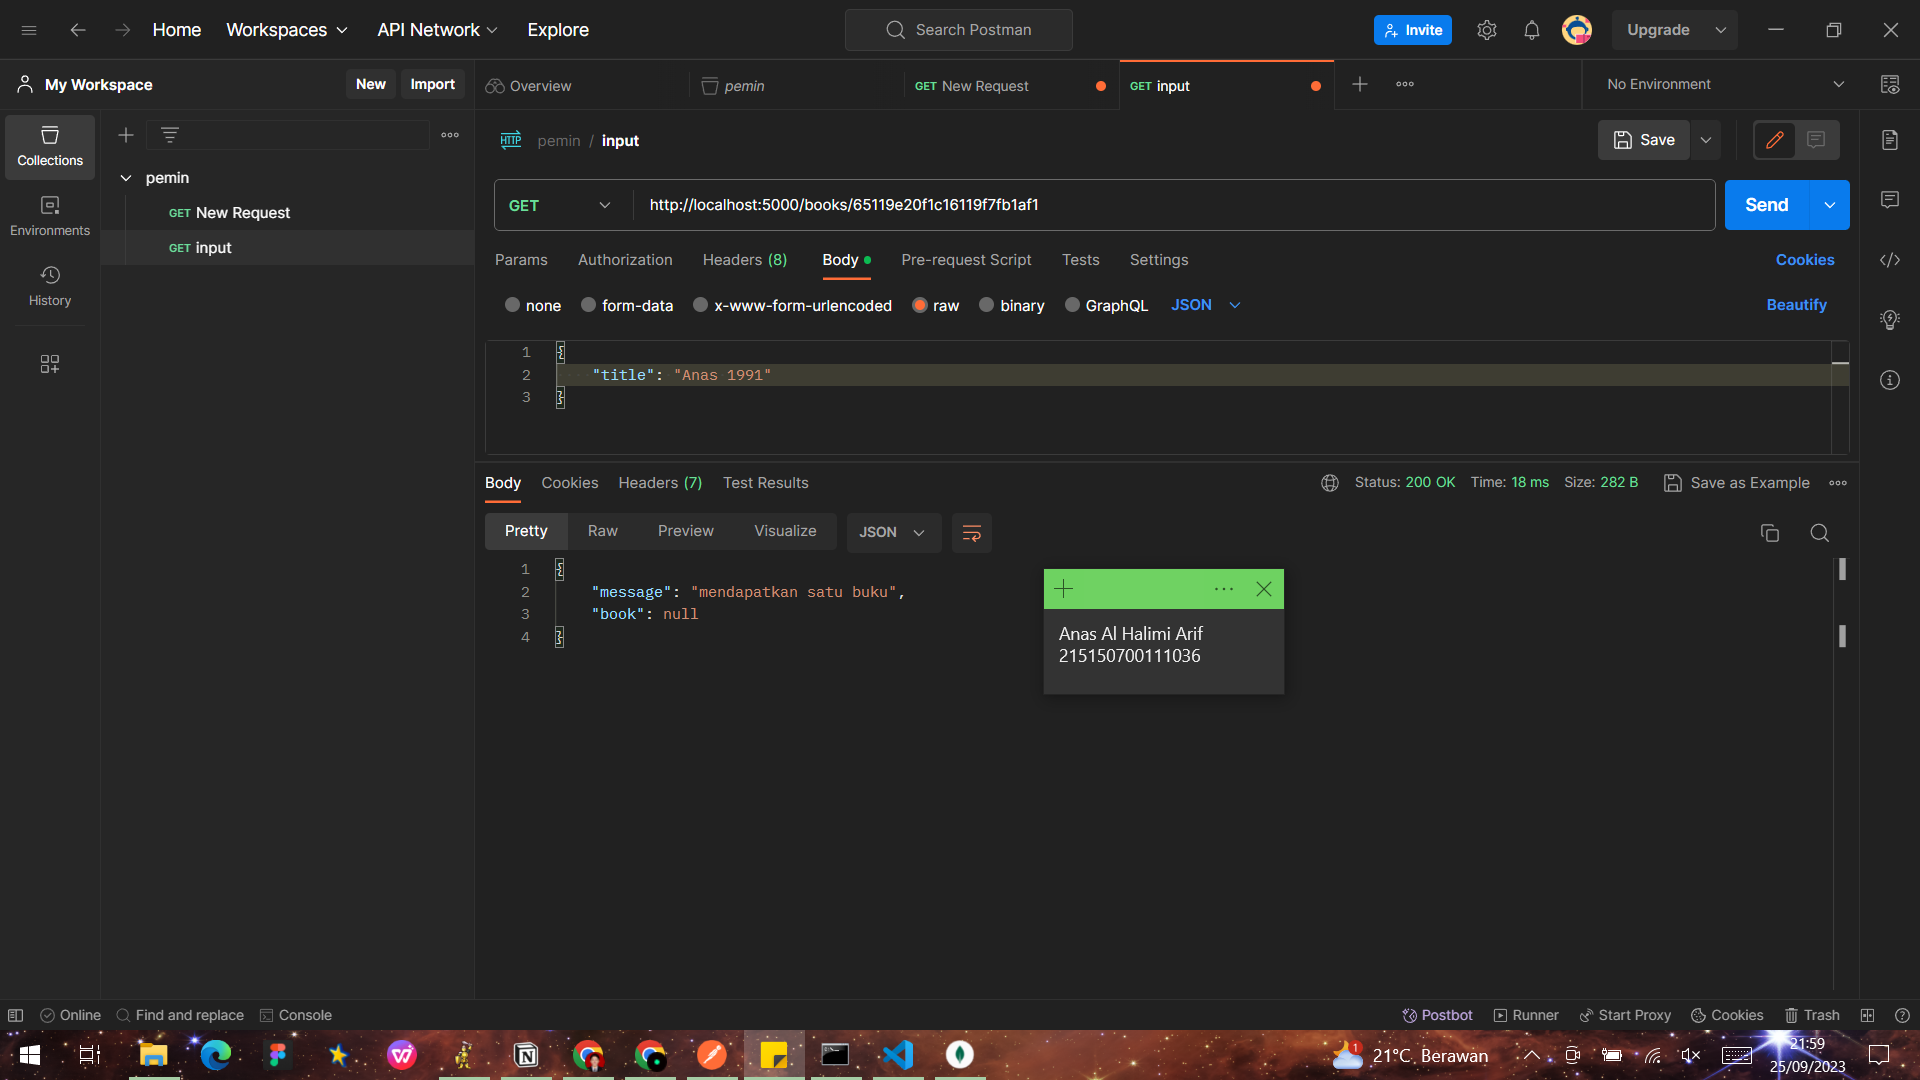 Home Workspaces API Network Explore Search Postman Invite Upgrade
My Workspace New Import Overview pemin GET New Request GET input No Environment
Collections
Environments
History
pemin
GET New Request
GET input
HTTP pemin / input Save
GET http://localhost:5000/books/65119e20f1c16119f7fb1af1 Send
Params Authorization Headers (8) Body Pre-request Script Tests Settings Cookies
none form-data x-www-form-urlencoded raw binary GraphQL JSON Beautify
1 {
2 "title": "Anas 1991"
3 }
Body Cookies Headers (7) Test Results Status: 200 OK Time: 18 ms Size: 282 B Save as Example
Pretty Raw Preview Visualize JSON
1 {
2 "message": "mendapatkan satu buku",
3 "book": null
4 }
Anas Al Halimi Arif
215150700111036
Online Find and replace Console Postbot Runner Start Proxy Cookies Trash
1 21°C Berawan 21:59
25/09/2023